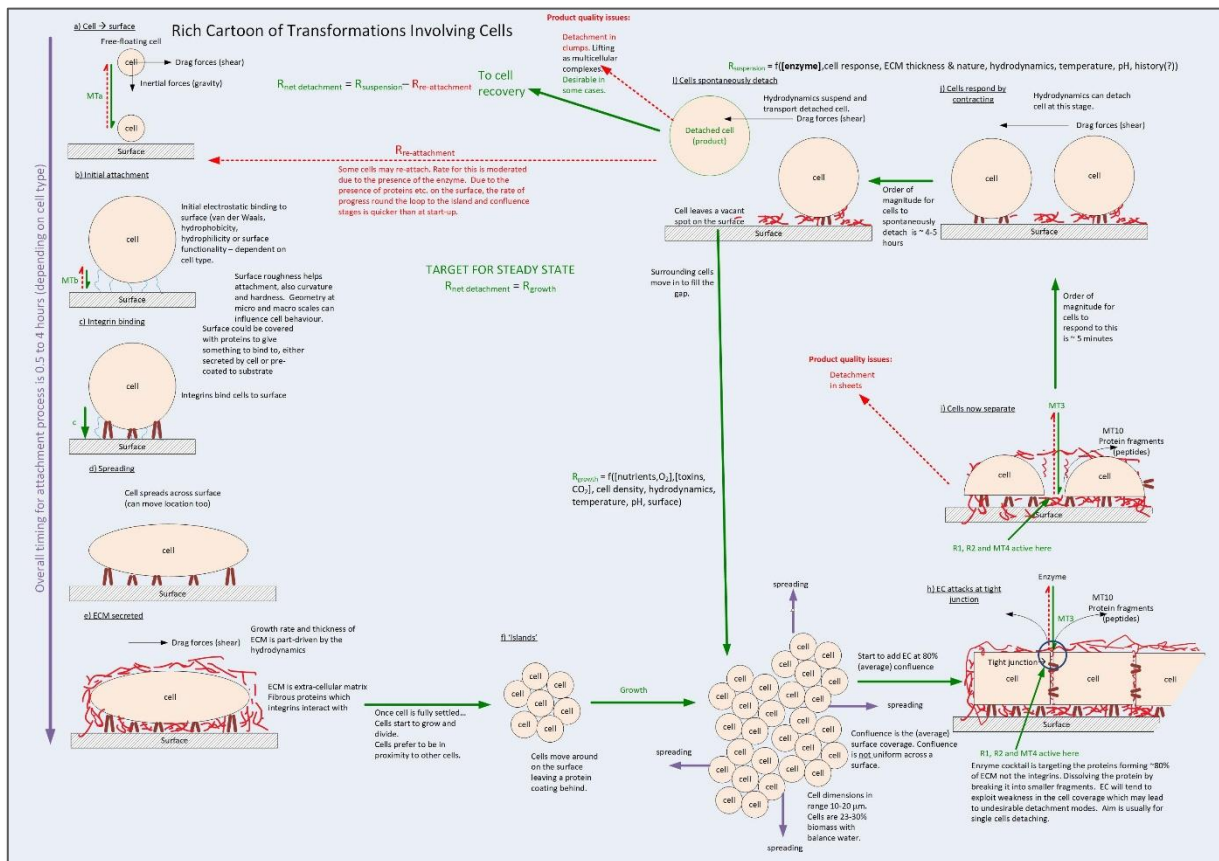 Rich Cartoon of Transformations Involving Cells
Overall timing for attachment process is 0.5 to 4 hours (depending on cell type)
a) Cell → surface
Free-floating cell
cell
Drag forces (shear)
Inertial forces (gravity)
MTa
cell
Surface
b) Initial attachment
cell
Initial electrostatic binding to
surface (van der Waals,
hydrophobicity,
hydrophilicity or surface
functionality – dependent on
cell type.
MTb
Surface
Surface roughness helps
attachment, also curvature
and hardness. Geometry at
micro and macro scales can
influence cell behaviour.
c) Integrin binding
Surface could be covered
with proteins to give
something to bind to, either
secreted by cell or pre-
coated to substrate
cell
Integrins bind cells to surface
c
Surface
d) Spreading
Cell spreads across surface
(can move location too)
cell
Surface
e) ECM secreted
Drag forces (shear)
Growth rate and thickness of
ECM is part-driven by the
hydrodynamics
cell
ECM is extra-cellular matrix
Fibrous proteins which
integrins interact with
Surface
Once cell is fully settled...
Cells start to grow and
divide.
Cells prefer to be in
proximity to other cells.
f) 'Islands'
cell
cell
cell
cell
cell
cell
cell
Cells move around
on the surface
leaving a protein
coating behind.
Growth
R growth = f([nutrients,O2],[toxins,
CO2], cell density, hydrodynamics,
temperature, pH, surface)
spreading
spreading
spreading
spreading
Confluence is the (average)
surface coverage. Confluence
is not uniform across a
surface.
Cell dimensions in
range 10-20 µm.
Cells are 23-30%
biomass with
balance water.
Start to add EC at 80%
(average) confluence
h) EC attacks at tight
junction
Enzyme
MT3
MT10
Protein fragments
(peptides)
Tight junction
cell
cell
cell
Surface
R1, R2 and MT4 active here
Enzyme cocktail is targeting the proteins forming ~80%
of ECM not the integrins. Dissolving the protein by
breaking it into smaller fragments. EC will tend to
exploit weakness in the cell coverage which may lead
to undesirable detachment modes. Aim is usually for
single cells detaching.
i) Cells now separate
MT3
MT10
Protein fragments
(peptides)
cell
cell
Surface
R1, R2 and MT4 active here
Product quality issues:
Detachment
in sheets
Order of
magnitude for
cells to
respond to this
is ~ 5 minutes
j) Cells respond by
contracting
Hydrodynamics can detach
cell at this stage.
Drag forces (shear)
cell
cell
Surface
Order of
magnitude for
cells to
spontaneously
detach is ~ 4-5
hours
R suspension = f([enzyme],cell response, ECM thickness & nature, hydrodynamics, temperature, pH, history(?))
l) Cells spontaneously detach
Hydrodynamics suspend and
transport detached cell.
Drag forces (shear)
Detached cell
(product)
cell
Cell leaves a vacant
spot on the surface
Surface
Surrounding cells
move in to fill the
gap.
Product quality issues:
Detachment in
clumps. Lifting
as multicellular
complexes.
Desirable in
some cases.
To cell
recovery
R net detachment = R suspension – R re-attachment
R re-attachment
Some cells may re-attach. Rate for this is moderated
due to the presence of the enzyme. Due to the
presence of proteins etc. on the surface, the rate of
progress round the loop to the island and confluence
stages is quicker than at start-up.
TARGET FOR STEADY STATE
R net detachment = R growth